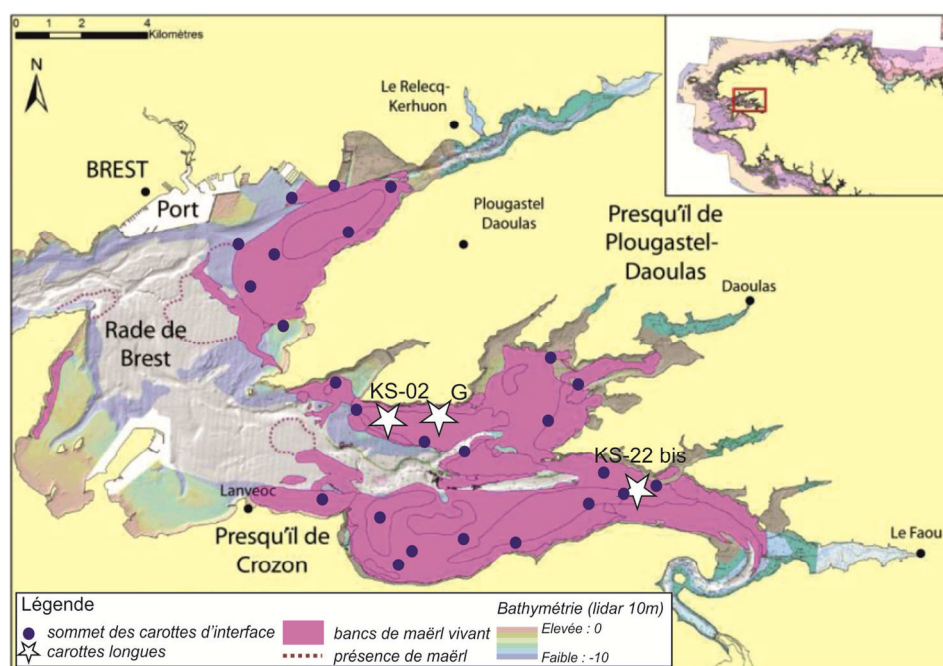 0 1 2 4
Kilomètres
N
Le Relecq-
Kerhuon
BREST
Port
Plougastel
Daoulas
Presqu'îl de
Plougastel-
Daoulas
Daoulas
Rade de
Brest
KS-02
G
KS-22 bis
Lanveoc
Presqu'îl de
Crozon
Le Faou
Légende
sommet des carottes d'interface
carottes longues
bancs de maërl vivant
présence de maërl
Bathymétrie (lidar 10m)
Elevée : 0
Faible : -10